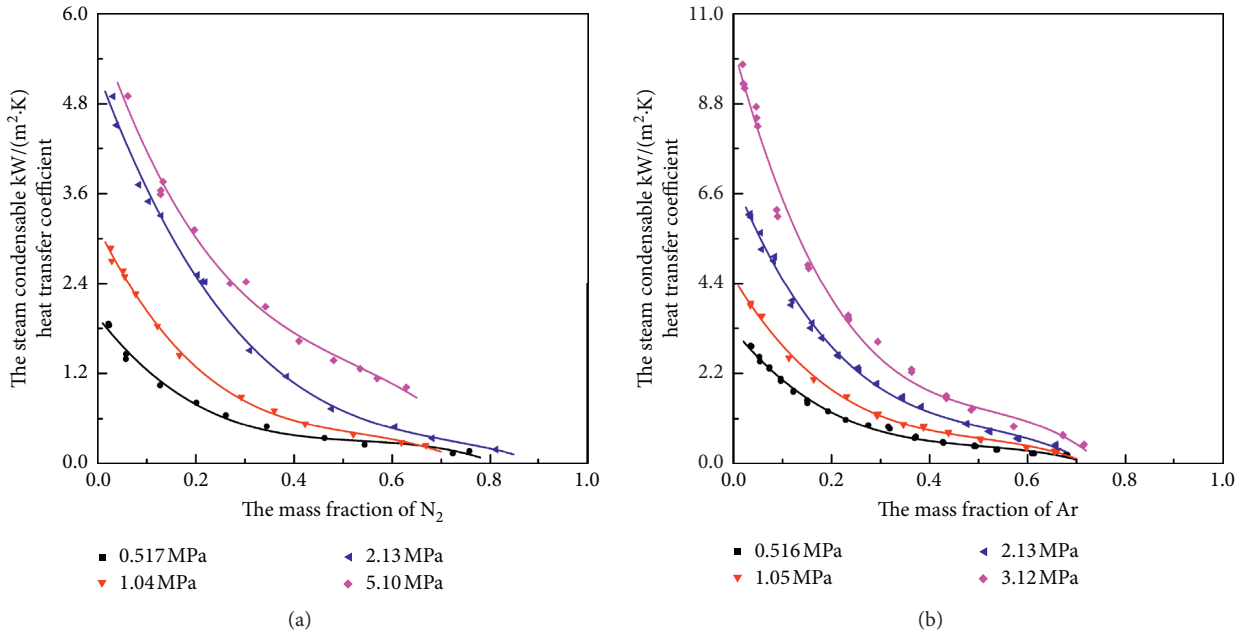 The steam condensable kW/(m²·K)
heat transfer coefficient
6.0
4.8
3.6
2.4
1.2
0.0
0.0 0.2 0.4 0.6 0.8 1.0
The mass fraction of N₂
0.517 MPa 2.13 MPa
1.04 MPa 5.10 MPa
(a)
The steam condensable kW/(m²·K)
heat transfer coefficient
11.0
8.8
6.6
4.4
2.2
0.0
0.0 0.2 0.4 0.6 0.8 1.0
The mass fraction of Ar
0.516 MPa 2.13 MPa
1.05 MPa 3.12 MPa
(b)